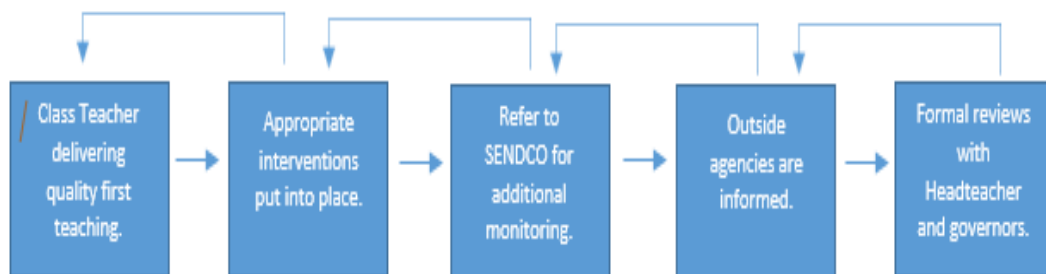 Class Teacher
delivering
quality first
teaching.
Appropriate
interventions
put into place.
Refer to
SENDCO for
additional
monitoring.
Outside
agencies are
informed.
Formal reviews
with
Headteacher
and governors.